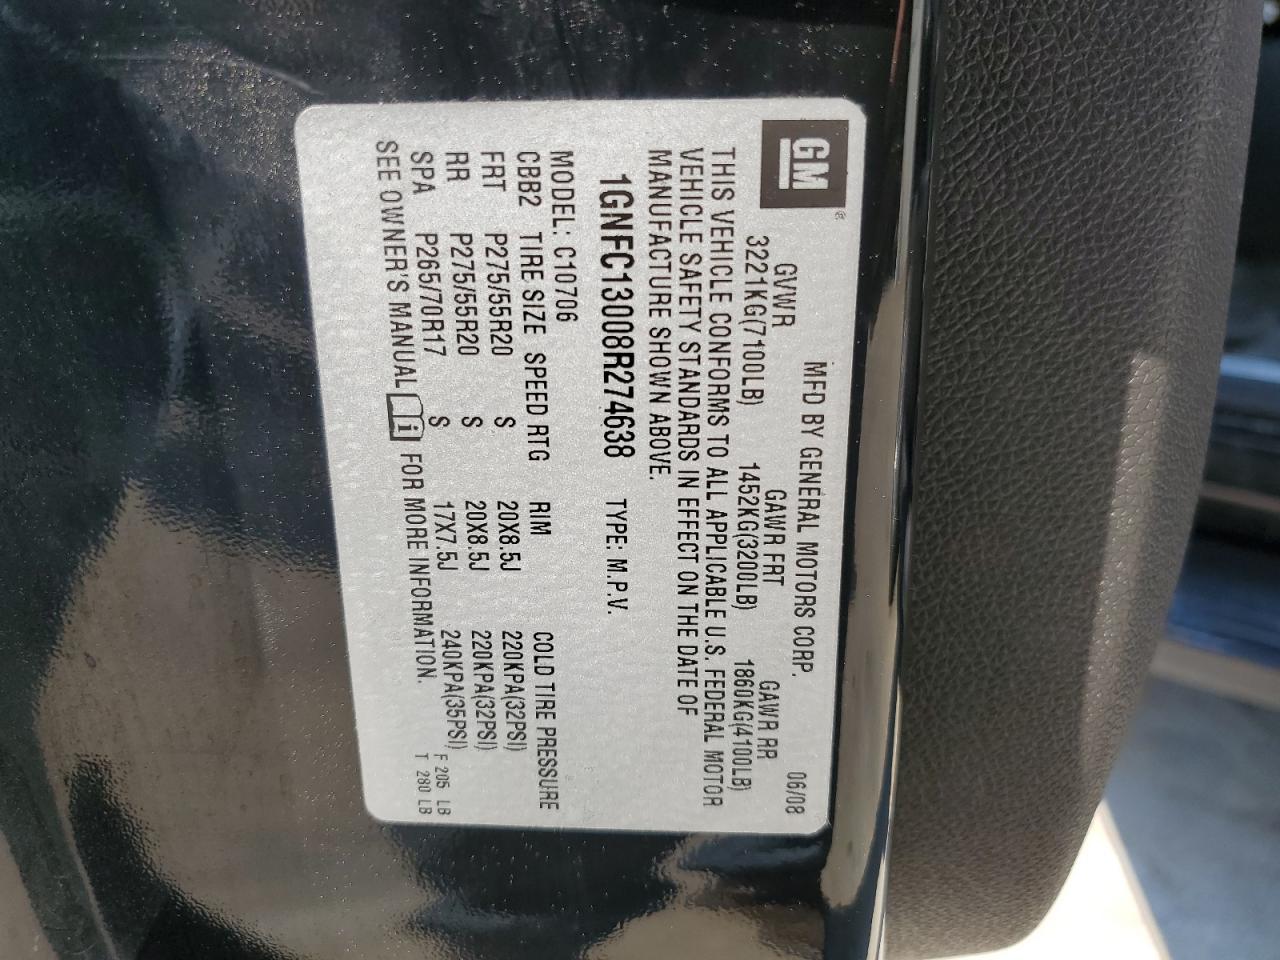 GM ®
MFD BY GENERAL MOTORS CORP. 06/08
GVWR GAWR FRT GAWR RR
3221KG(7100LB) 1452KG(3200LB) 1860KG(4100LB)
THIS VEHICLE CONFORMS TO ALL APPLICABLE U.S. FEDERAL MOTOR
VEHICLE SAFETY STANDARDS IN EFFECT ON THE DATE OF
MANUFACTURE SHOWN ABOVE.
1GNFC13008R274638 TYPE: M.P.V.
MODEL: C10706
CBB2 TIRE SIZE SPEED RTG RIM COLD TIRE PRESSURE
FRT P275/55R20 S 20X8.5J 220KPA(32PSI)
RR P275/55R20 S 20X8.5J 220KPA(32PSI)
SPA P265/70R17 S 17X7.5J 240KPA(35PSI) F 205 LB
SEE OWNER'S MANUAL i FOR MORE INFORMATION. T 280 LB